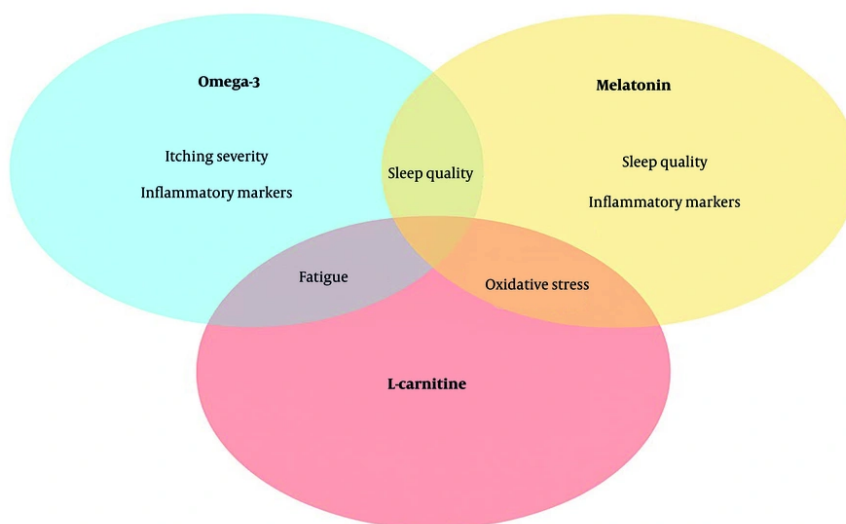 Omega-3
Itching severity
Inflammatory markers
Melatonin
Sleep quality
Inflammatory markers
Sleep quality
Fatigue
Oxidative stress
L-carnitine